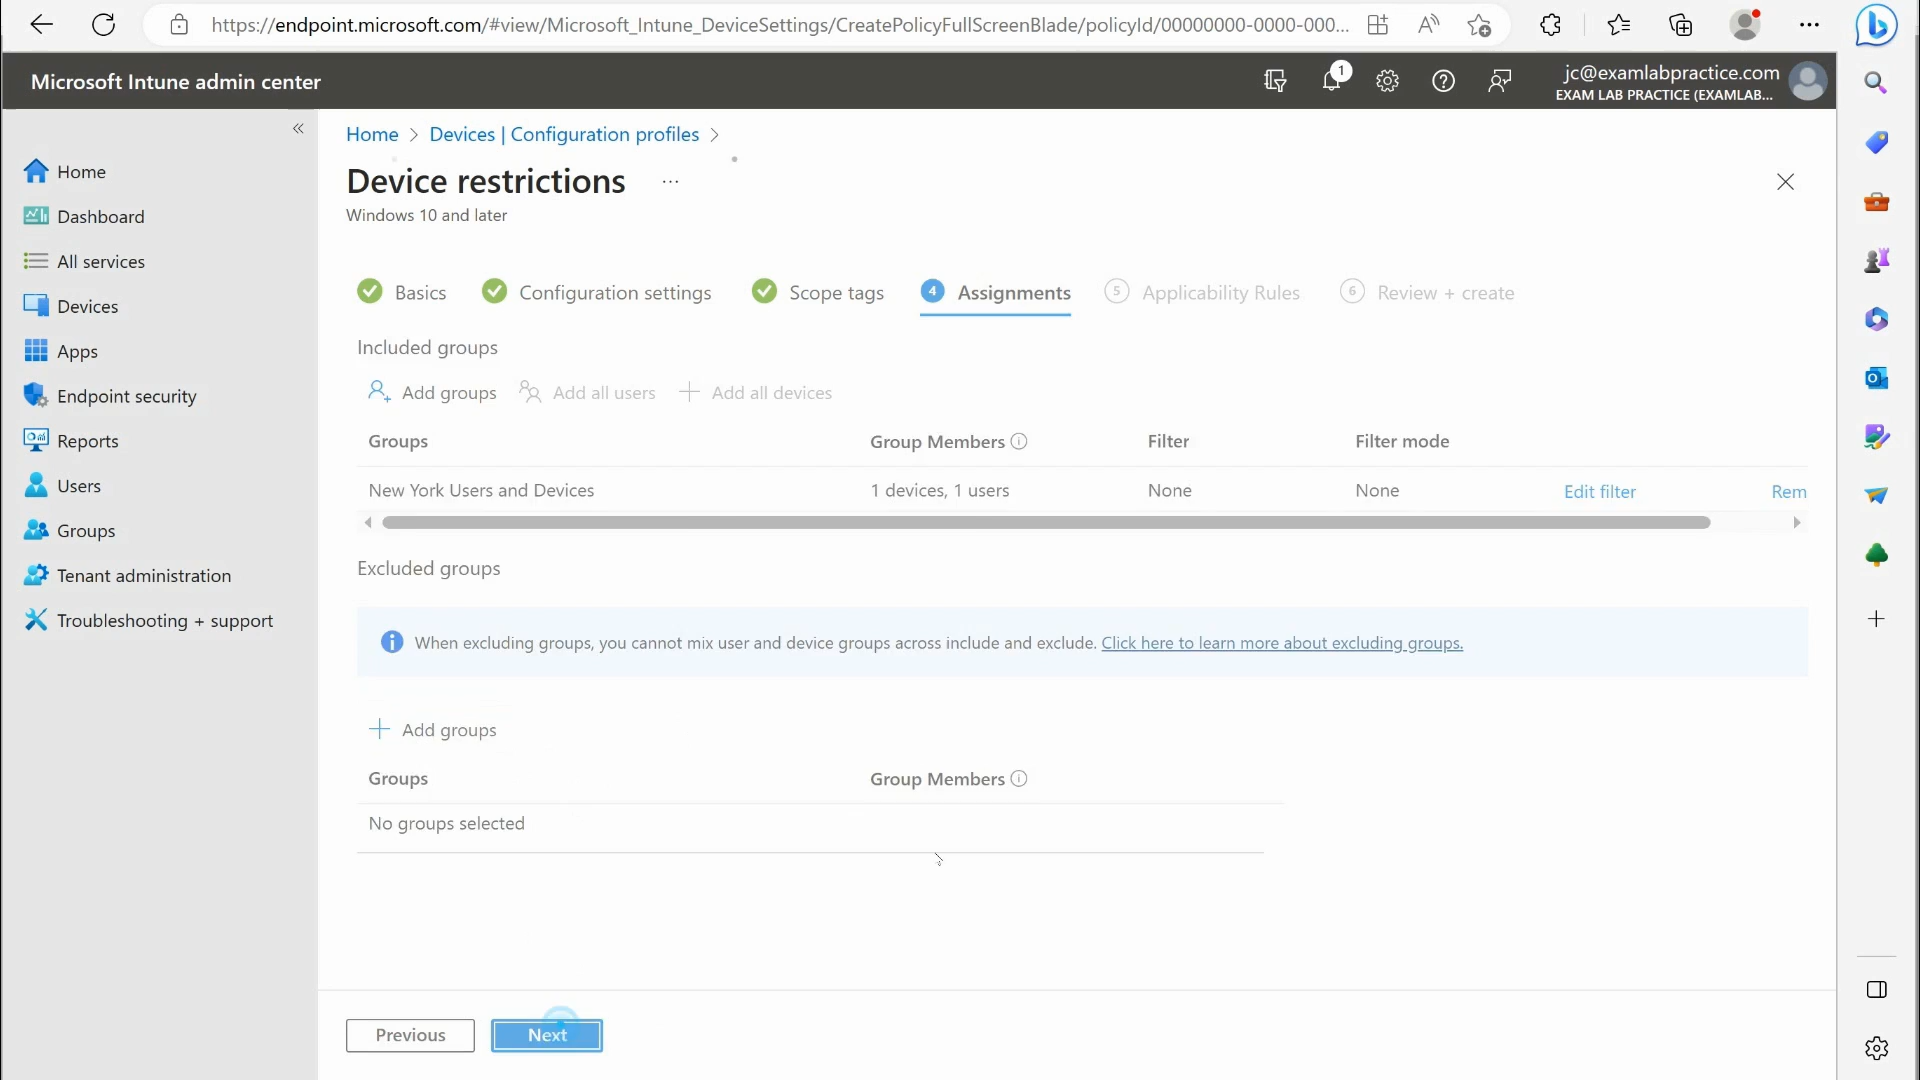 https://endpoint.microsoft.com/#view/Microsoft_Intune_DeviceSettings/CreatePolicyFullScreenBlade/policyId/00000000-0000-000...
Microsoft Intune admin center
1
jc@examlabpractice.com
EXAM LAB PRACTICE (EXAMLAB...
Home > Devices | Configuration profiles >
Device restrictions ...
Windows 10 and later
Home
Dashboard
All services
Devices
Apps
Endpoint security
Reports
Users
Groups
Tenant administration
Troubleshooting + support
Basics Configuration settings Scope tags 4 Assignments 5 Applicability Rules 6 Review + create
Included groups
Add groups Add all users Add all devices
Groups Group Members Filter Filter mode
New York Users and Devices 1 devices, 1 users None None Edit filter Rem
Excluded groups
When excluding groups, you cannot mix user and device groups across include and exclude. Click here to learn more about excluding groups.
Add groups
Groups Group Members
No groups selected
Previous Next